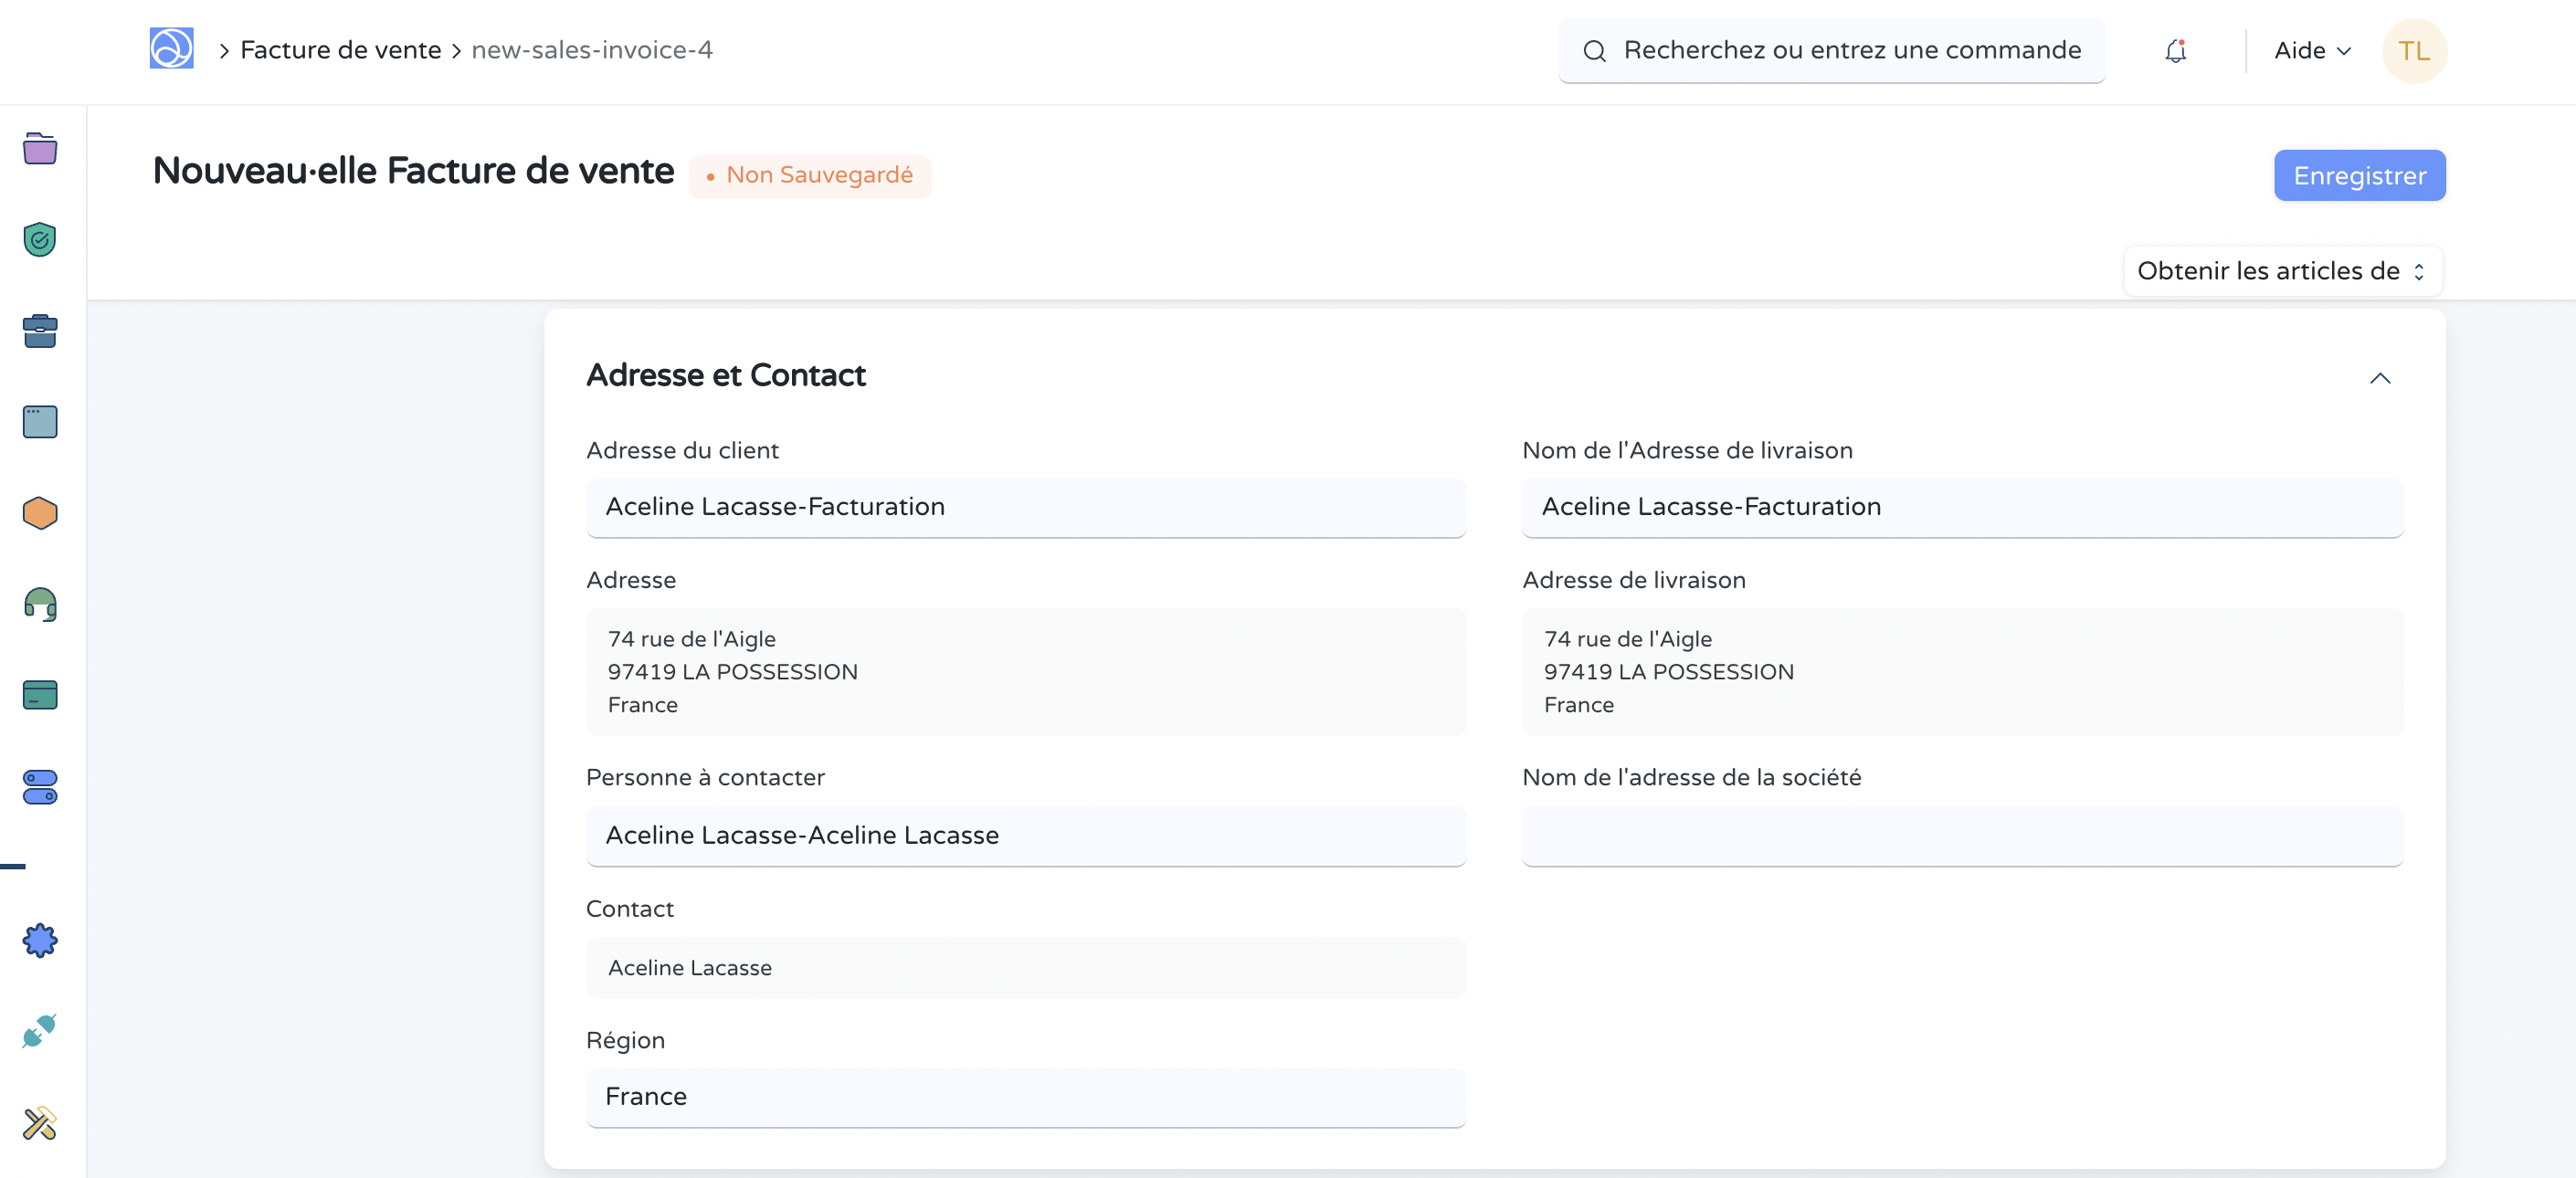 Facture de vente
new-sales-invoice-4
Recherchez ou entrez une commande
Aide
TL
Nouveau·elle Facture de vente
Non Sauvegardé
Enregistrer
Obtenir les articles de
Adresse et Contact
Adresse du client
Aceline Lacasse-Facturation
Adresse
74 rue de l'Aigle
97419 LA POSSESSION
France
Personne à contacter
Aceline Lacasse-Aceline Lacasse
Contact
Aceline Lacasse
Région
France
Nom de l'Adresse de livraison
Aceline Lacasse-Facturation
Adresse de livraison
74 rue de l'Aigle
97419 LA POSSESSION
France
Nom de l'adresse de la société